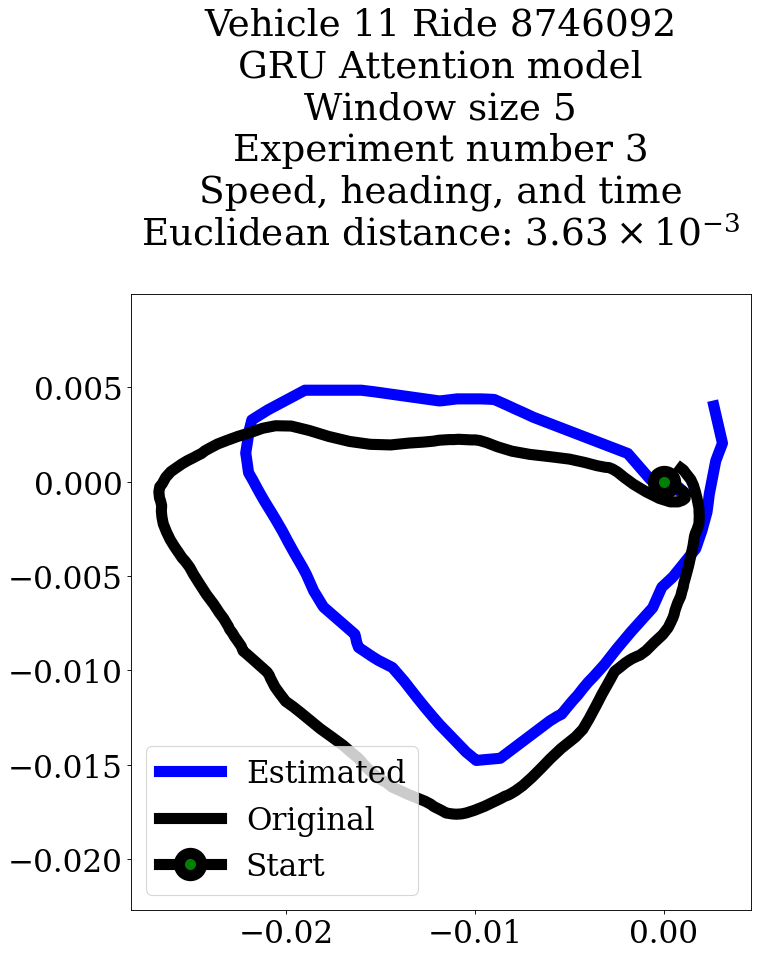 Vehicle 11 Ride 8746092
GRU Attention model
Window size 5
Experiment number 3
Speed, heading, and time
Euclidean distance: 3.63 × 10⁻³
0.005
0.000
−0.005
−0.010
−0.015
−0.020
Estimated
Original
Start
−0.02
−0.01
0.00